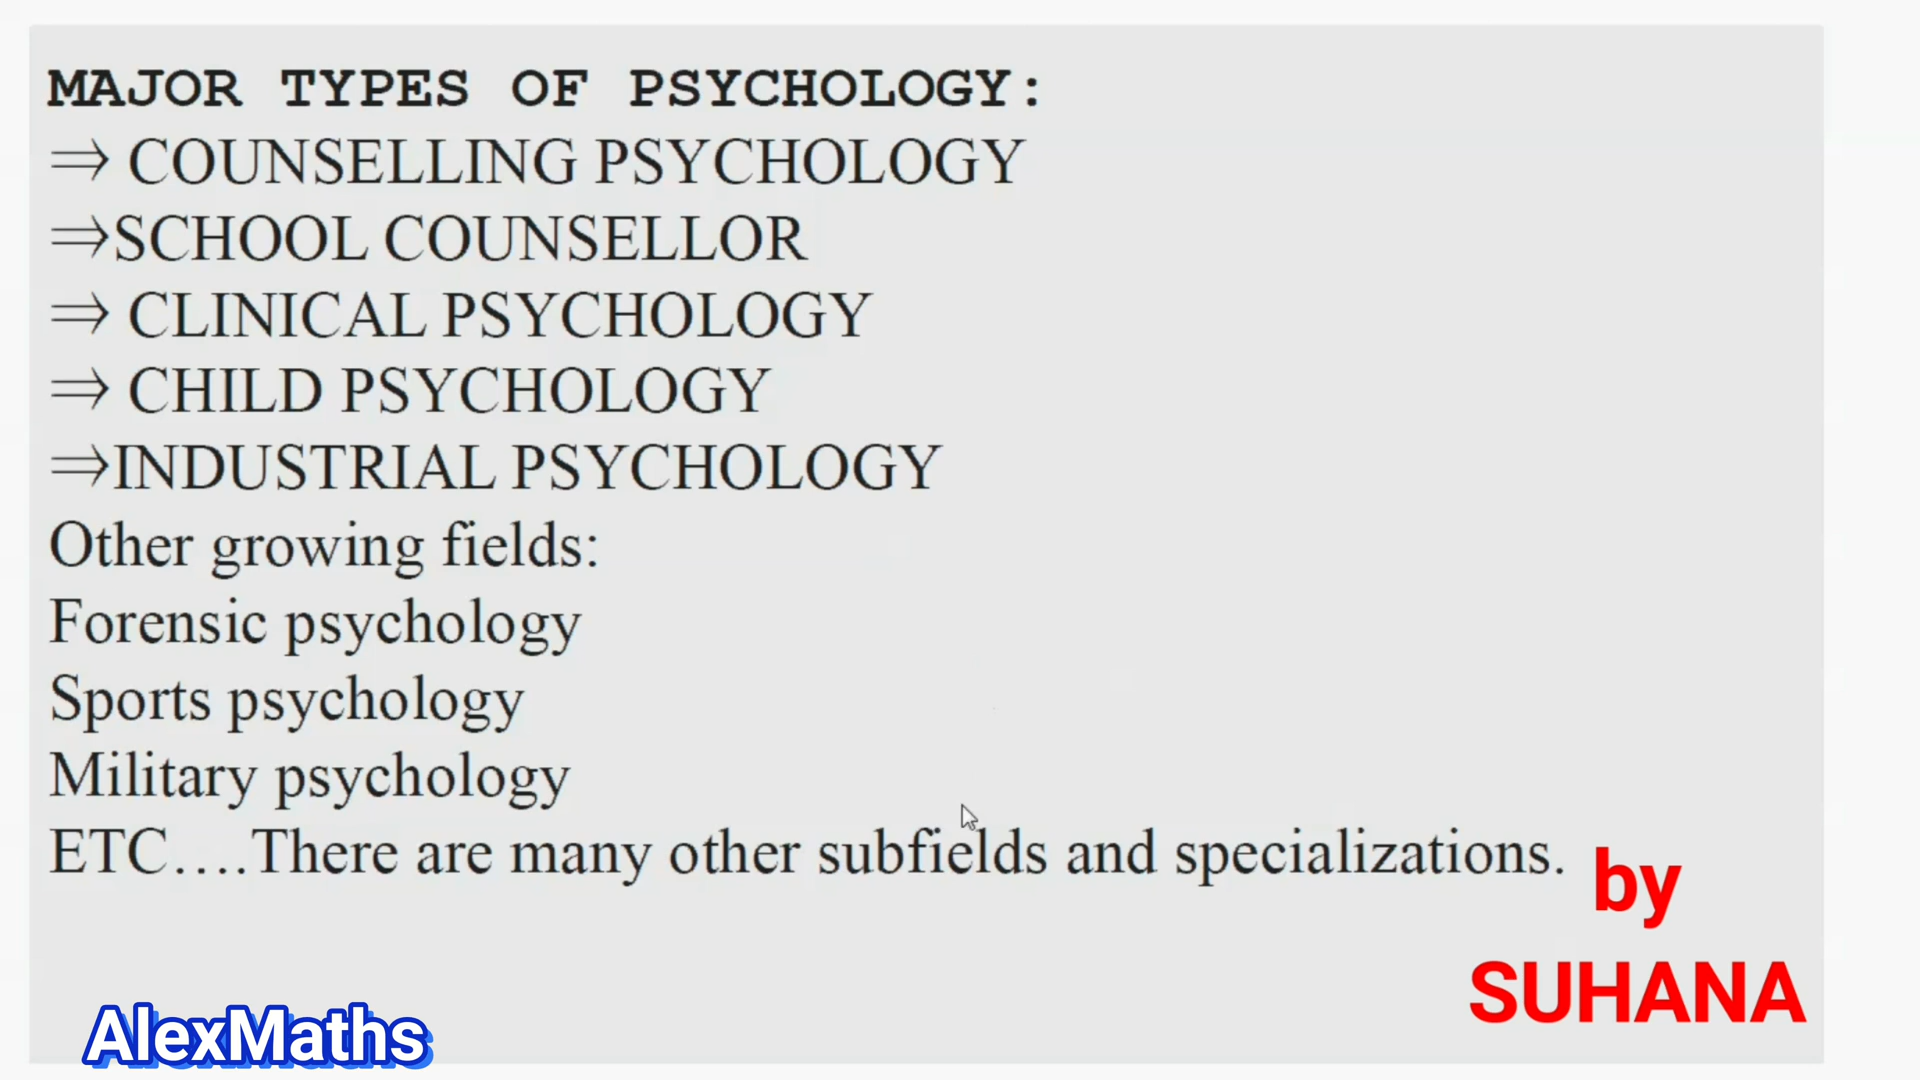 MAJOR TYPES OF PSYCHOLOGY:
⇒ COUNSELLING PSYCHOLOGY
⇒SCHOOL COUNSELLOR
⇒ CLINICAL PSYCHOLOGY
⇒ CHILD PSYCHOLOGY
⇒INDUSTRIAL PSYCHOLOGY
Other growing fields:
Forensic psychology
Sports psychology
Military psychology
ETC....There are many other subfields and specializations.
by
SUHANA
AlexMaths